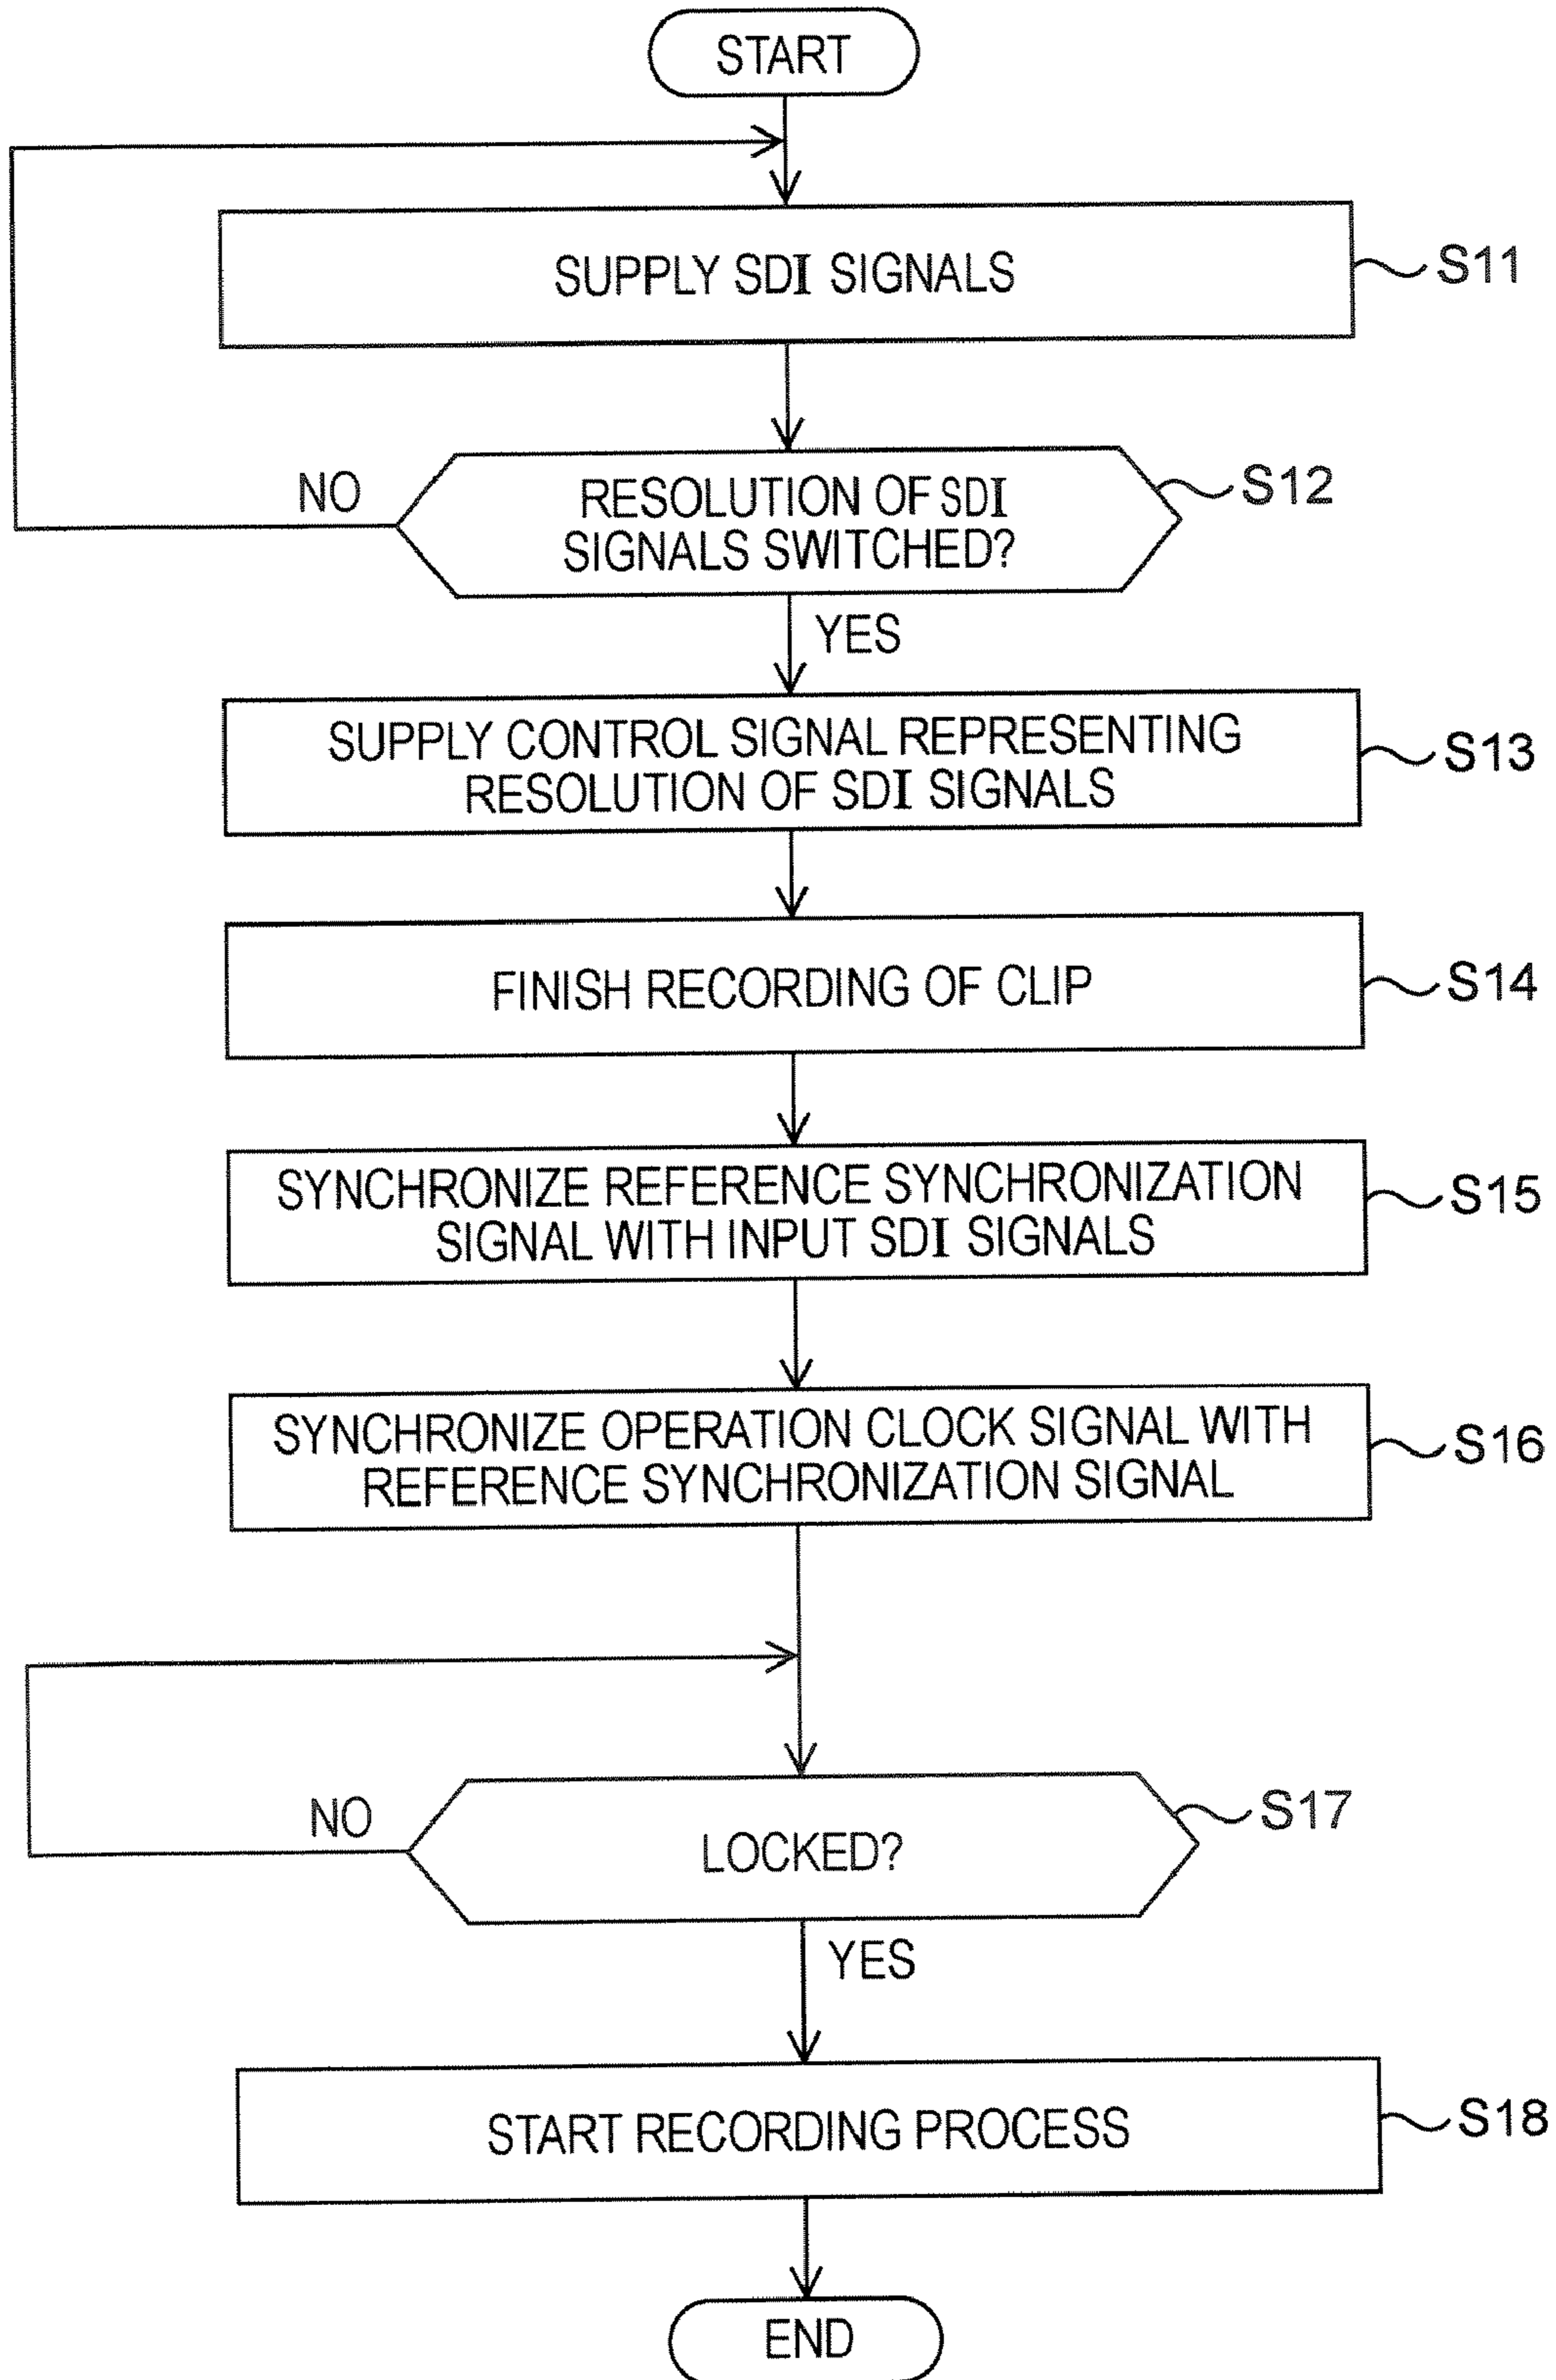 START
SUPPLY SDI SIGNALS
S11
NO
RESOLUTION OF SDI
SIGNALS SWITCHED?
S12
YES
SUPPLY CONTROL SIGNAL REPRESENTING
RESOLUTION OF SDI SIGNALS
S13
FINISH RECORDING OF CLIP
S14
SYNCHRONIZE REFERENCE SYNCHRONIZATION
SIGNAL WITH INPUT SDI SIGNALS
S15
SYNCHRONIZE OPERATION CLOCK SIGNAL WITH
REFERENCE SYNCHRONIZATION SIGNAL
S16
NO
LOCKED?
S17
YES
START RECORDING PROCESS
S18
END